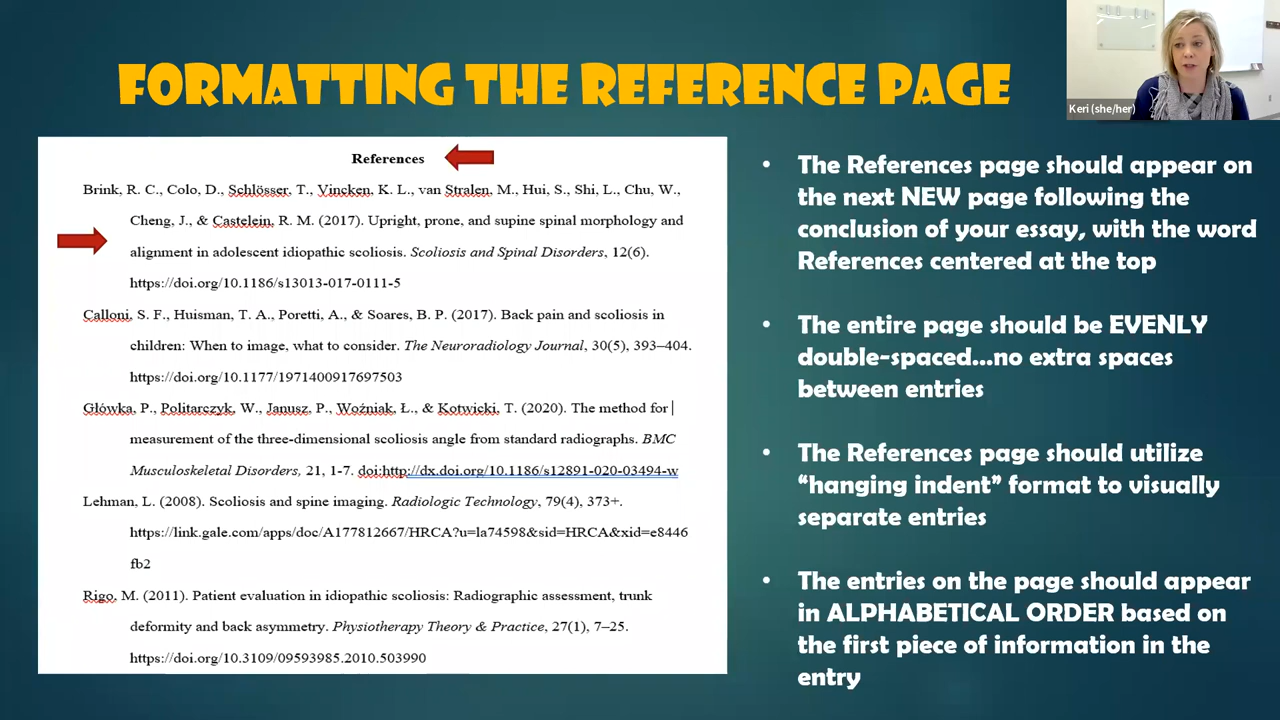 FORMATTING THE REFERENCE PAGE
Keri (she/her)
References
Brink, R. C., Colo, D., Schlösser, T., Vincken, K. L., van Stralen, M., Hui, S., Shi, L., Chu, W.,
Cheng, J., & Castelein, R. M. (2017). Upright, prone, and supine spinal morphology and
alignment in adolescent idiopathic scoliosis. Scoliosis and Spinal Disorders, 12(6).
https://doi.org/10.1186/s13013-017-0111-5
Calloni, S. F., Huisman, T. A., Poretti, A., & Soares, B. P. (2017). Back pain and scoliosis in
children: When to image, what to consider. The Neuroradiology Journal, 30(5), 393–404.
https://doi.org/10.1177/1971400917697503
Główka, P., Politarczyk, W., Janusz, P., Woźniak, Ł., & Kotwicki, T. (2020). The method for
measurement of the three-dimensional scoliosis angle from standard radiographs. BMC
Musculoskeletal Disorders, 21, 1-7. doi:http://dx.doi.org/10.1186/s12891-020-03494-w
Lehman, L. (2008). Scoliosis and spine imaging. Radiologic Technology, 79(4), 373+.
https://link.gale.com/apps/doc/A177812667/HRCA?u=la74598&sid=HRCA&xid=e8446
fb2
Rigo, M. (2011). Patient evaluation in idiopathic scoliosis: Radiographic assessment, trunk
deformity and back asymmetry. Physiotherapy Theory & Practice, 27(1), 7–25.
https://doi.org/10.3109/09593985.2010.503990
• The References page should appear on
the next NEW page following the
conclusion of your essay, with the word
References centered at the top
• The entire page should be EVENLY
double-spaced...no extra spaces
between entries
• The References page should utilize
“hanging indent” format to visually
separate entries
• The entries on the page should appear
in ALPHABETICAL ORDER based on
the first piece of information in the
entry